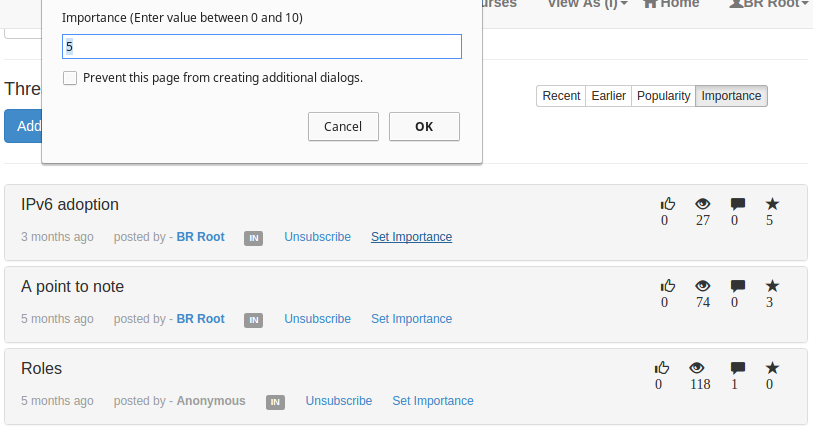 urses View As (I) Home BR Root
Importance (Enter value between 0 and 10)
5
Prevent this page from creating additional dialogs.
Cancel OK
Thre
Recent Earlier Popularity Importance
Add
IPv6 adoption
0 27 0 5
3 months ago posted by - BR Root IN Unsubscribe Set Importance
A point to note
0 74 0 3
5 months ago posted by - BR Root IN Unsubscribe Set Importance
Roles
0 118 1 0
5 months ago posted by - Anonymous IN Unsubscribe Set Importance